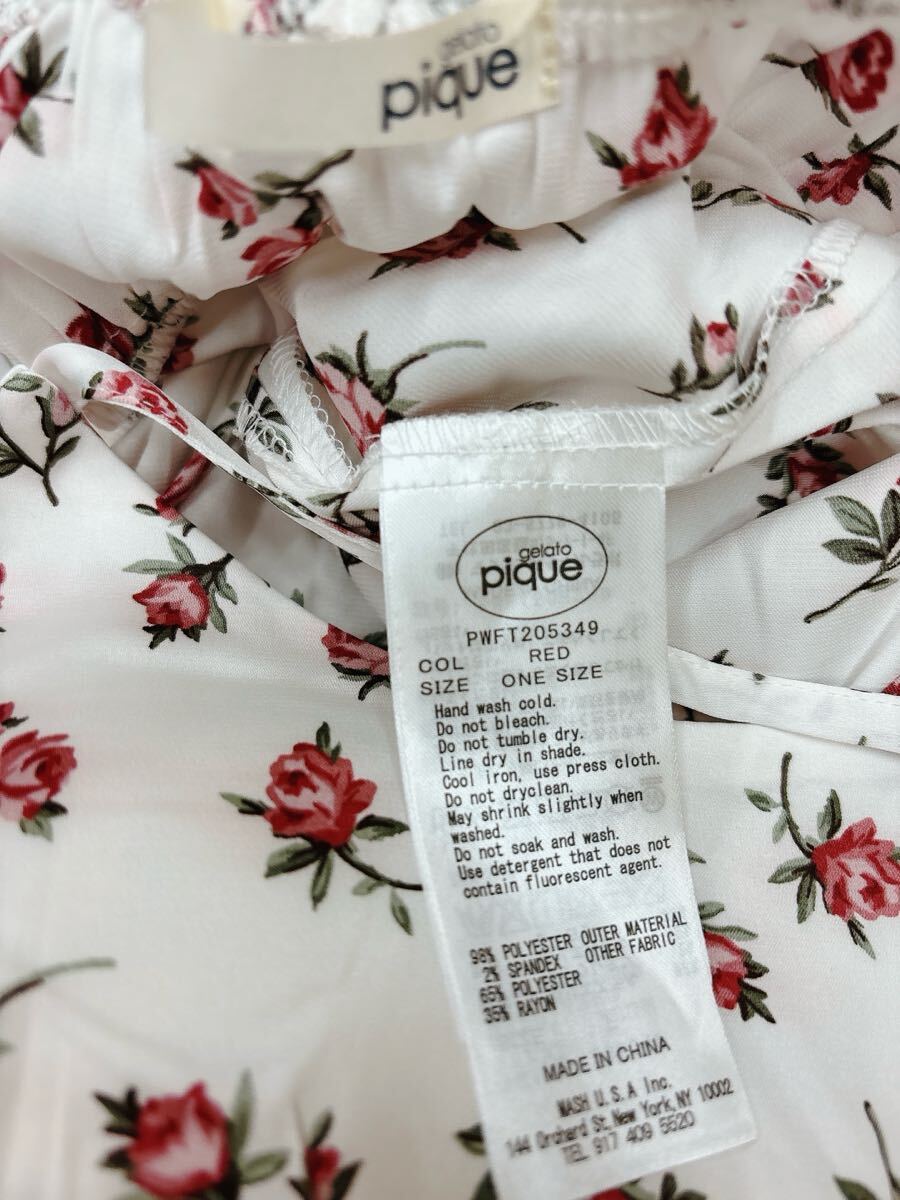 gelato
pique
gelato
pique
PWFT205349
COL RED
SIZE ONE SIZE
Hand wash cold.
Do not bleach.
Do not tumble dry.
Line dry in shade.
Cool iron, use press cloth.
Do not dryclean.
May shrink slightly when
washed.
Do not soak and wash.
Use detergent that does not
contain fluorescent agent.
98% POLYESTER OUTER MATERIAL
2% SPANDEX OTHER FABRIC
65% POLYESTER
35% RAYON
MADE IN CHINA
MASH U.S.A Inc.
144 Orchard St, New York, NY 10002
TEL 917 409 5520